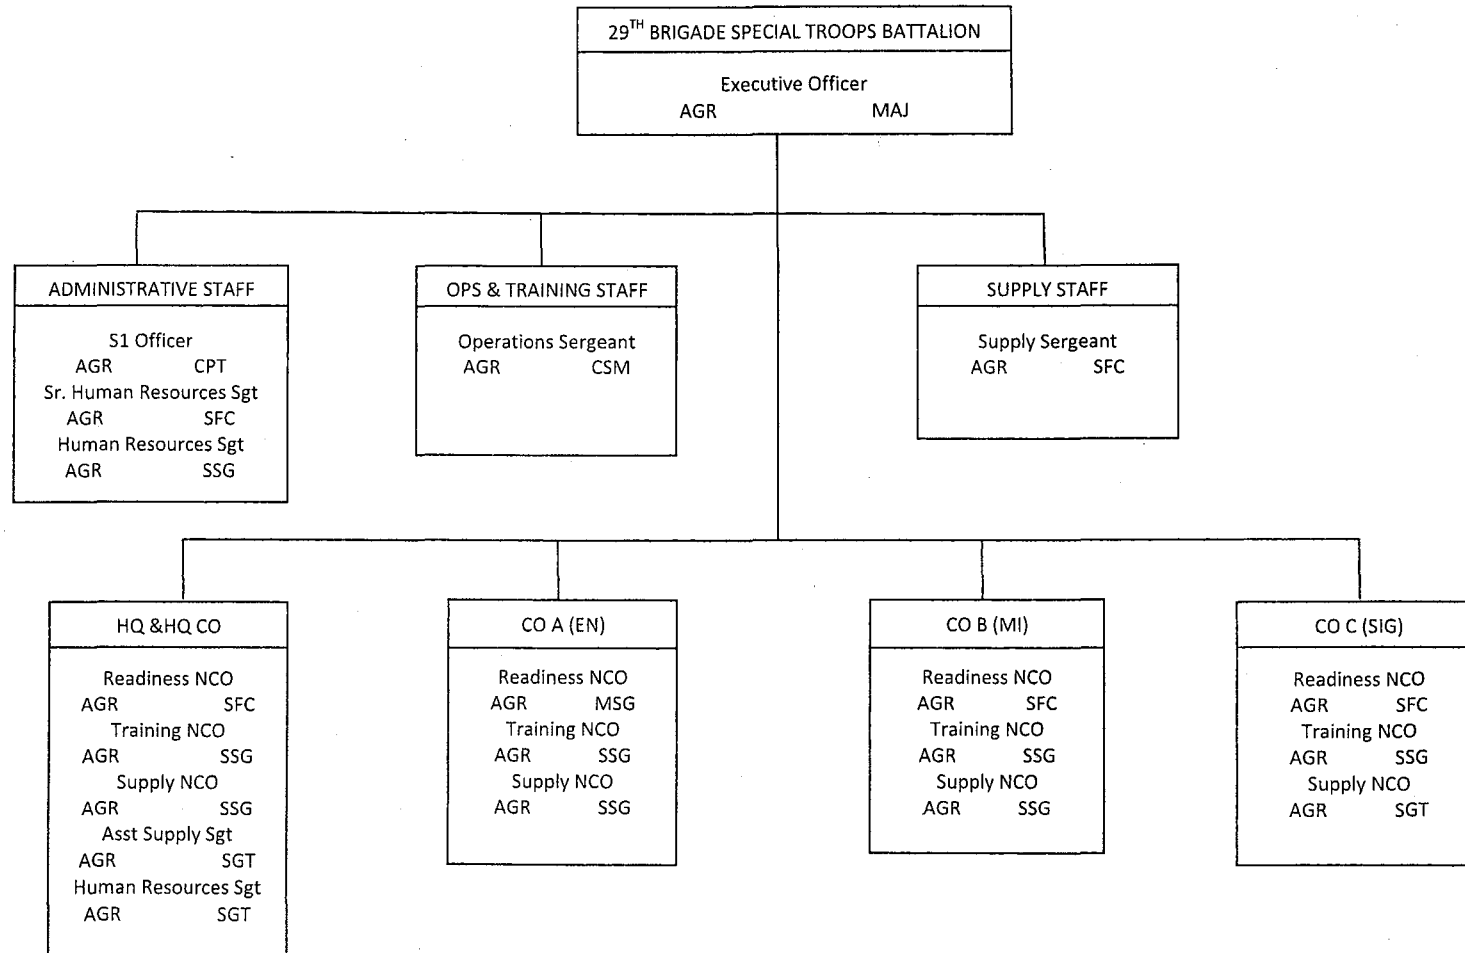 29TH BRIGADE SPECIAL TROOPS BATTALION
Executive Officer
AGR MAJ
ADMINISTRATIVE STAFF
S1 Officer
AGR CPT
Sr. Human Resources Sgt
AGR SFC
Human Resources Sgt
AGR SSG
OPS & TRAINING STAFF
Operations Sergeant
AGR CSM
SUPPLY STAFF
Supply Sergeant
AGR SFC
HQ &HQ CO
Readiness NCO
AGR SFC
Training NCO
AGR SSG
Supply NCO
AGR SSG
Asst Supply Sgt
AGR SGT
Human Resources Sgt
AGR SGT
CO A (EN)
Readiness NCO
AGR MSG
Training NCO
AGR SSG
Supply NCO
AGR SSG
CO B (MI)
Readiness NCO
AGR SFC
Training NCO
AGR SSG
Supply NCO
AGR SSG
CO C (SIG)
Readiness NCO
AGR SFC
Training NCO
AGR SSG
Supply NCO
AGR SGT